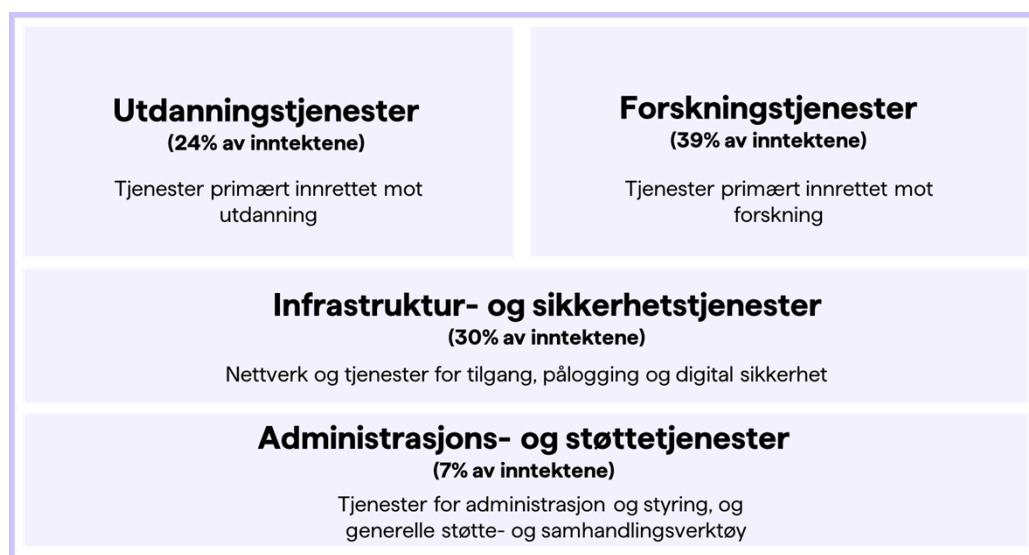 Utdanningstjenester
(24% av inntektene)
Tjenester primært innrettet mot
utdanning
Forskningstjenester
(39% av inntektene)
Tjenester primært innrettet mot
forskning
Infrastruktur- og sikkerhetstjenester
(30% av inntektene)
Nettverk og tjenester for tilgang, pålogging og digital sikkerhet
Administrasjons- og støttetjenester
(7% av inntektene)
Tjenester for administrasjon og styring, og
generelle støtte- og samhandlingsverktøy